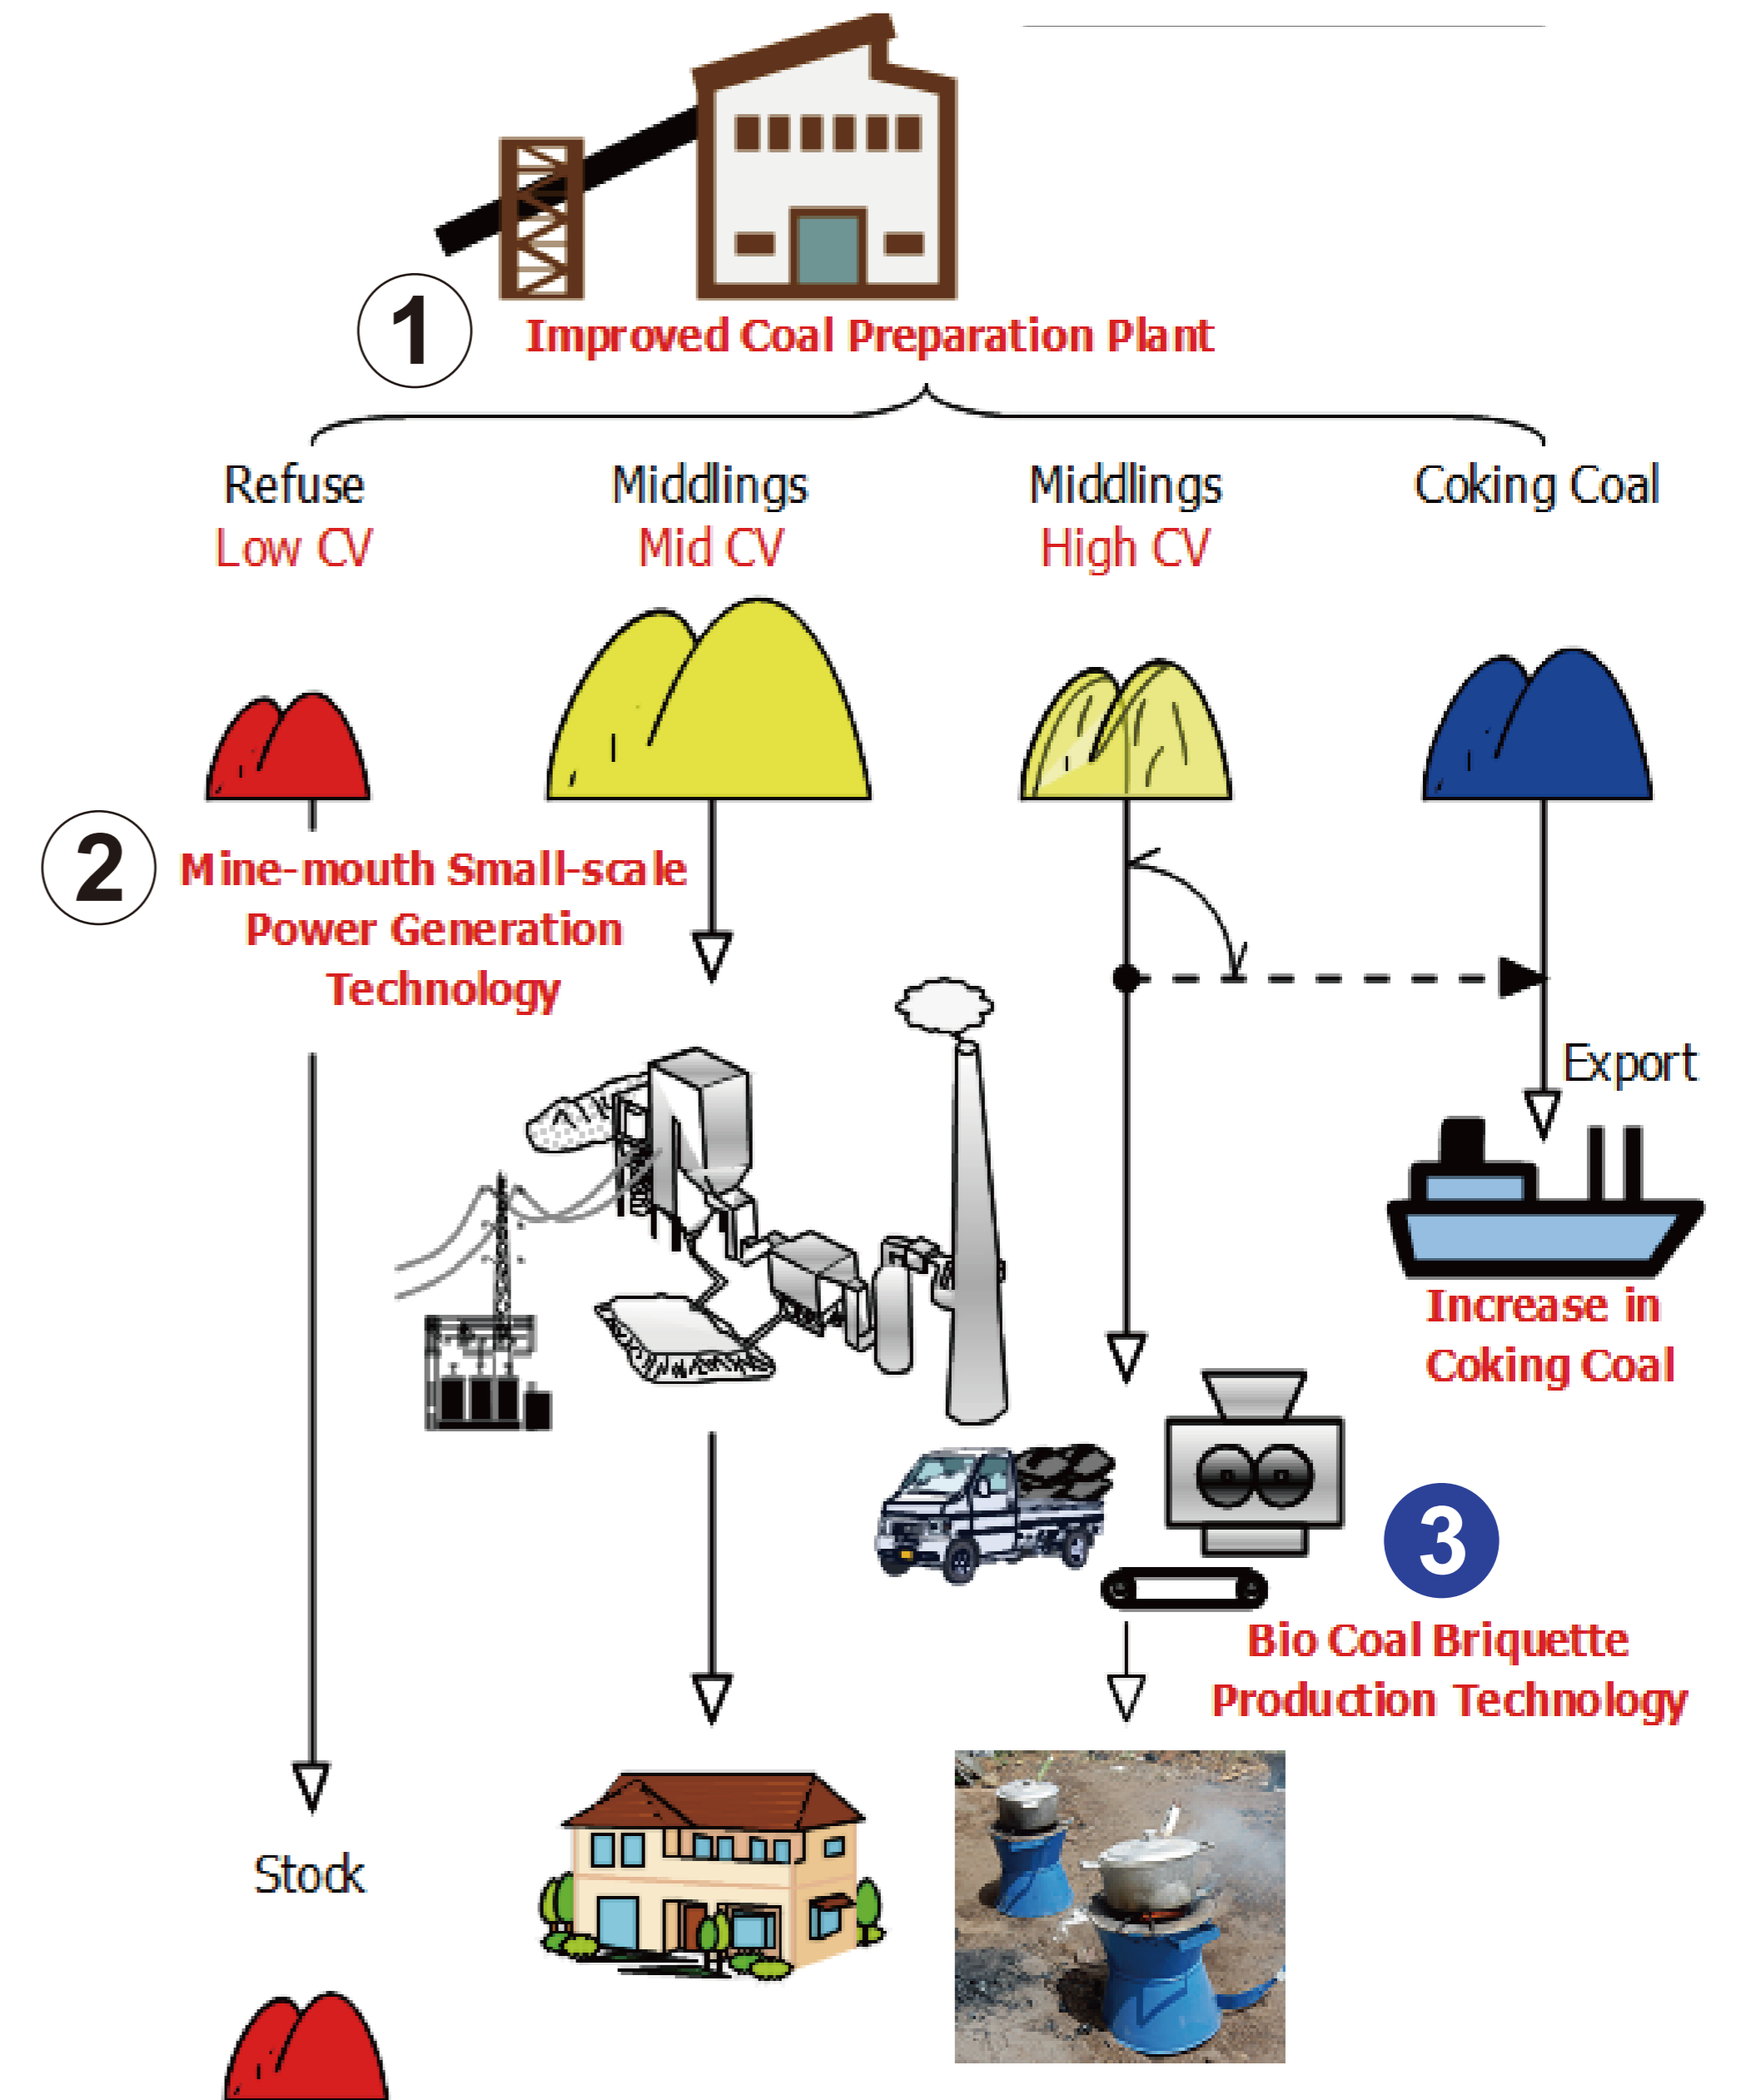 1
Improved Coal Preparation Plant
Refuse
Low CV
Middlings
Mid CV
Middlings
High CV
Coking Coal
2
Mine-mouth Small-scale
Power Generation
Technology
Export
Increase in
Coking Coal
3
Bio Coal Briquette
Production Technology
Stock